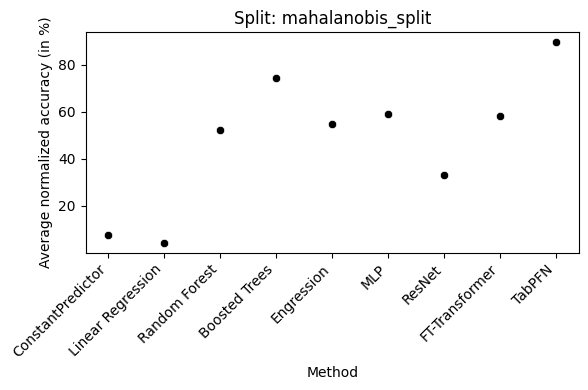 Split: mahalanobis_split
Average normalized accuracy (in %)
80
60
40
20
ConstantPredictor
Linear Regression
Random Forest
Boosted Trees
Engression
MLP
ResNet
FT-Transformer
TabPFN
Method